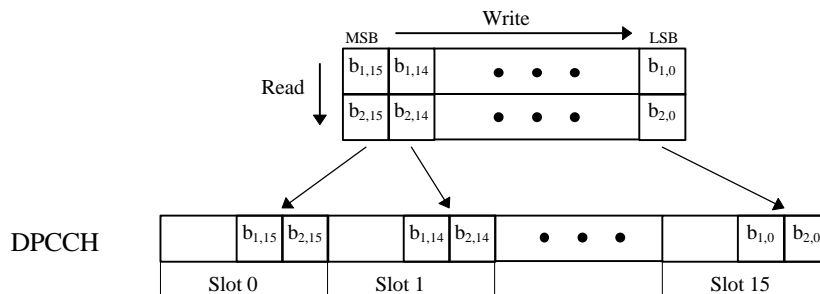 Write
MSB LSB
b1,15 b1,14 • • • b1,0
Read
b2,15 b2,14 • • • b2,0
DPCCH b1,15 b2,15 b1,14 b2,14 • • • b1,0 b2,0
Slot 0 Slot 1 Slot 15